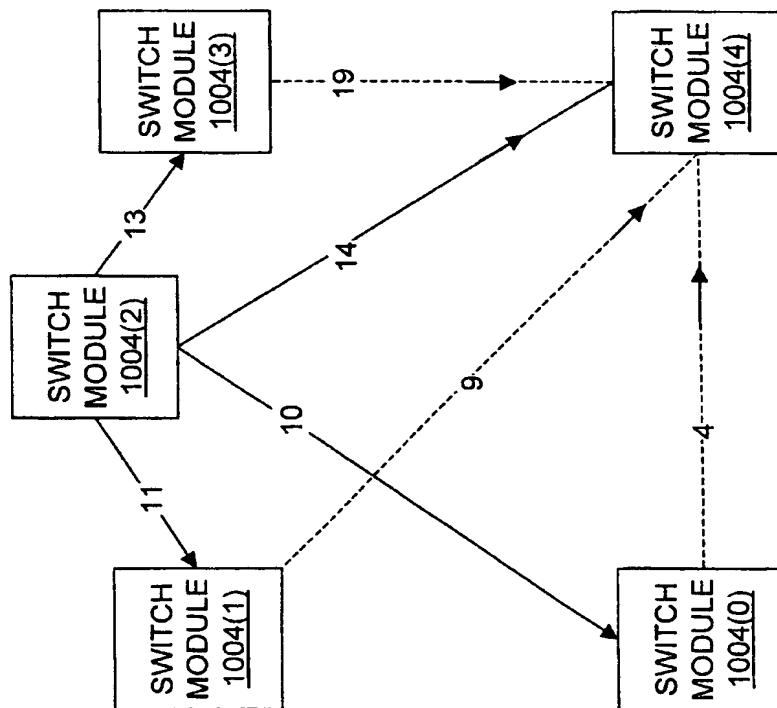 SWITCH
MODULE
1004(3)
13
19
SWITCH
MODULE
1004(2)
14
SWITCH
MODULE
1004(4)
11
10
9
SWITCH
MODULE
1004(1)
4
SWITCH
MODULE
1004(0)